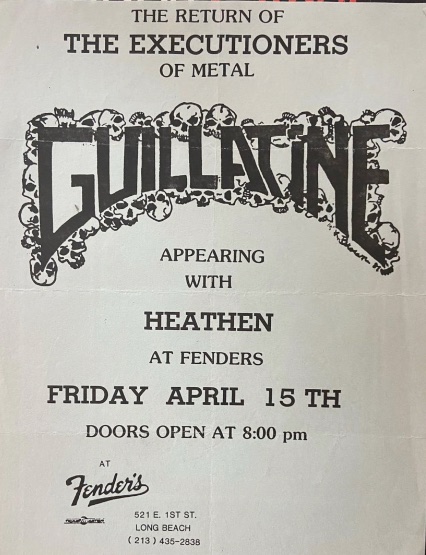 THE RETURN OF
THE EXECUTIONERS
OF METAL
GUILLATINE
APPEARING
WITH
HEATHEN
AT FENDERS
FRIDAY APRIL 15 TH
DOORS OPEN AT 8:00 pm
AT
Fender's
521 E. 1ST ST.
LONG BEACH
(213) 435-2838